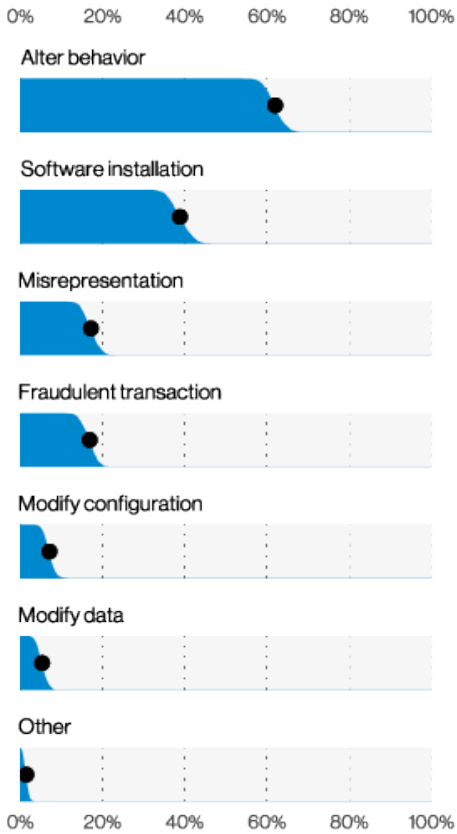 0% 20% 40% 60% 80% 100%
Alter behavior
Software installation
Misrepresentation
Fraudulent transaction
Modify configuration
Modify data
Other
0% 20% 40% 60% 80% 100%